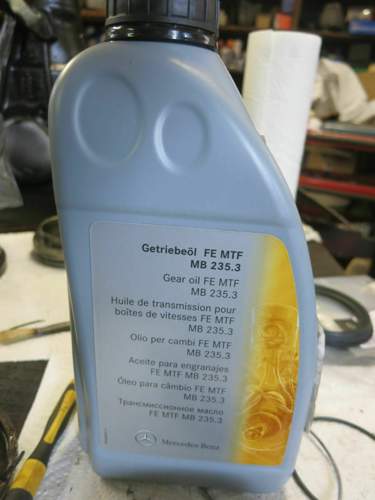 Getriebeöl FE MTF
MB 235.3
Gear oil FE MTF
MB 235.3
Huile de transmission pour
boîtes de vitesses FE MTF
MB 235.3
Olio per cambi FE MTF
MB 235.3
Aceite para engranajes
FE MTF MB 235.3
Óleo para câmbio FE MTF
MB 235.3
Трансмиссионное масло
FE MTF MB 235.3
Mercedes-Benz